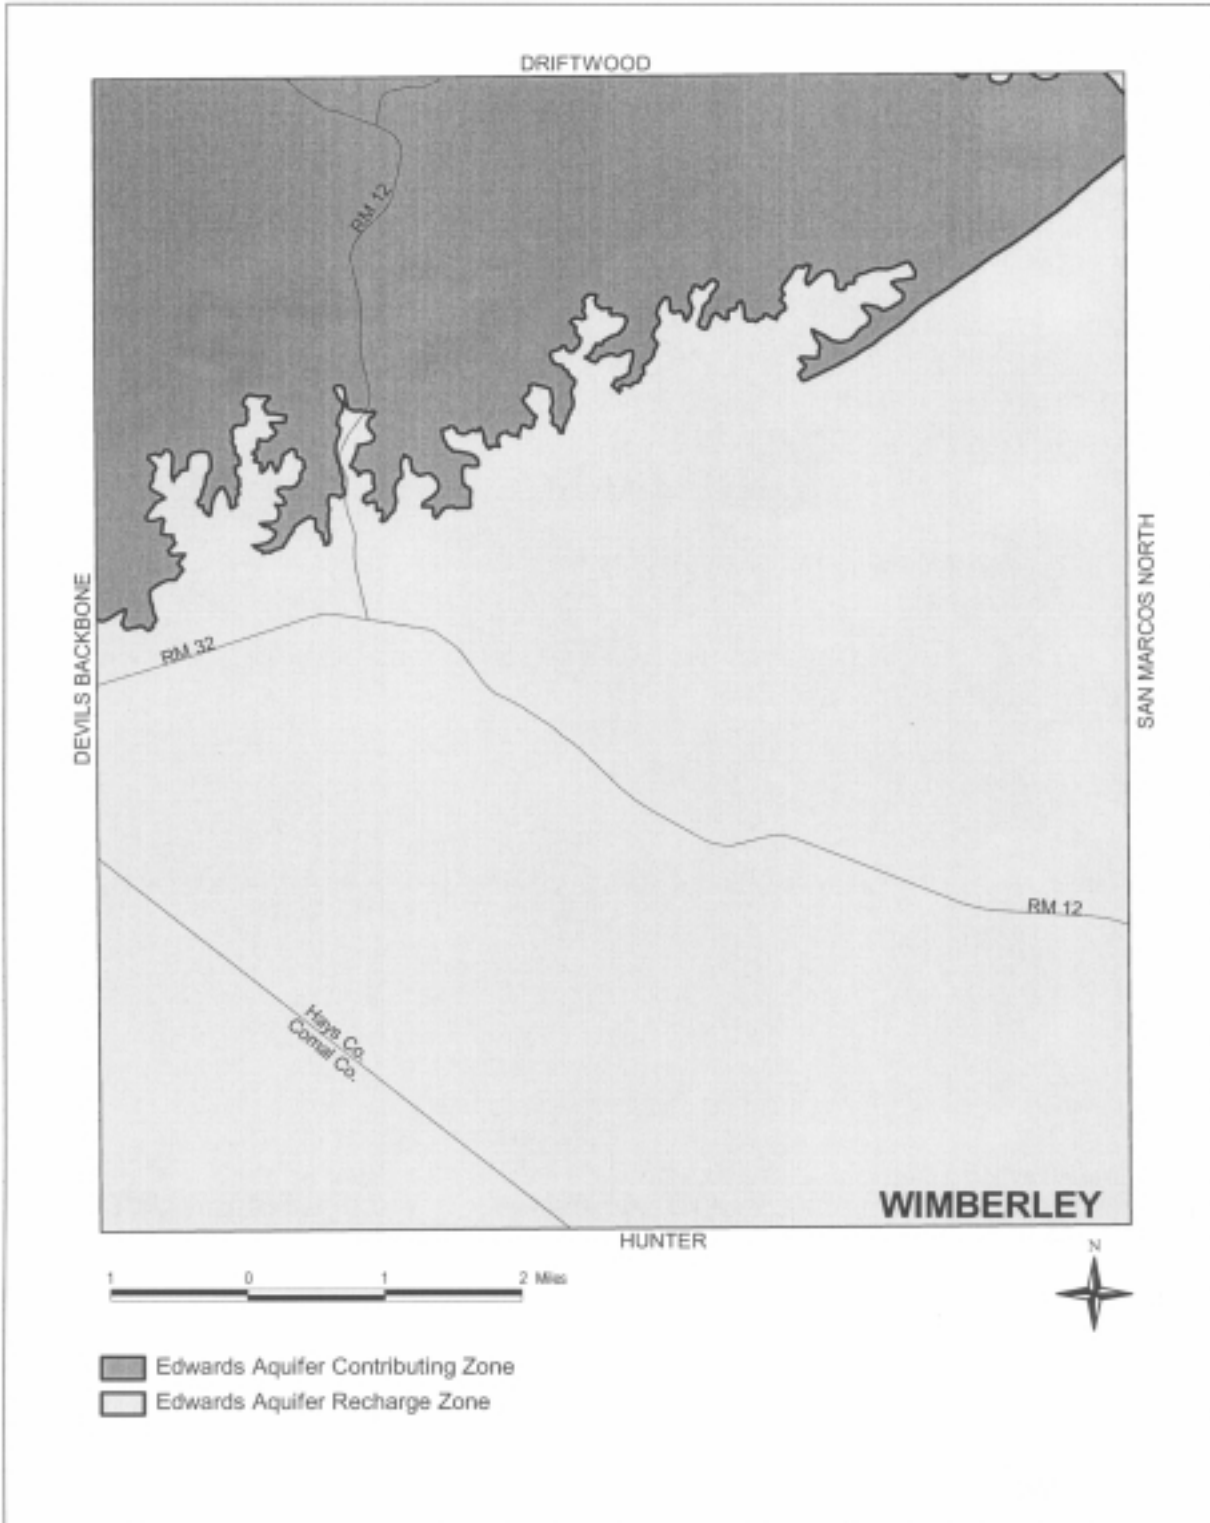 DRIFTWOOD
RM 12
DEVILS BACKBONE
SAN MARCOS NORTH
RM 32
RM 12
Hays Co.
Comal Co.
WIMBERLEY
HUNTER
N
1 0 1 2 Miles
Edwards Aquifer Contributing Zone
Edwards Aquifer Recharge Zone